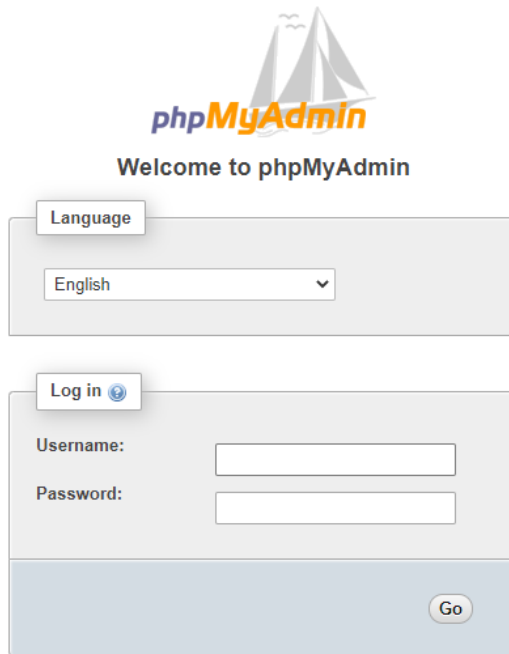 phpMyAdmin
Welcome to phpMyAdmin
Language
English
Log in
Username:
Password:
Go